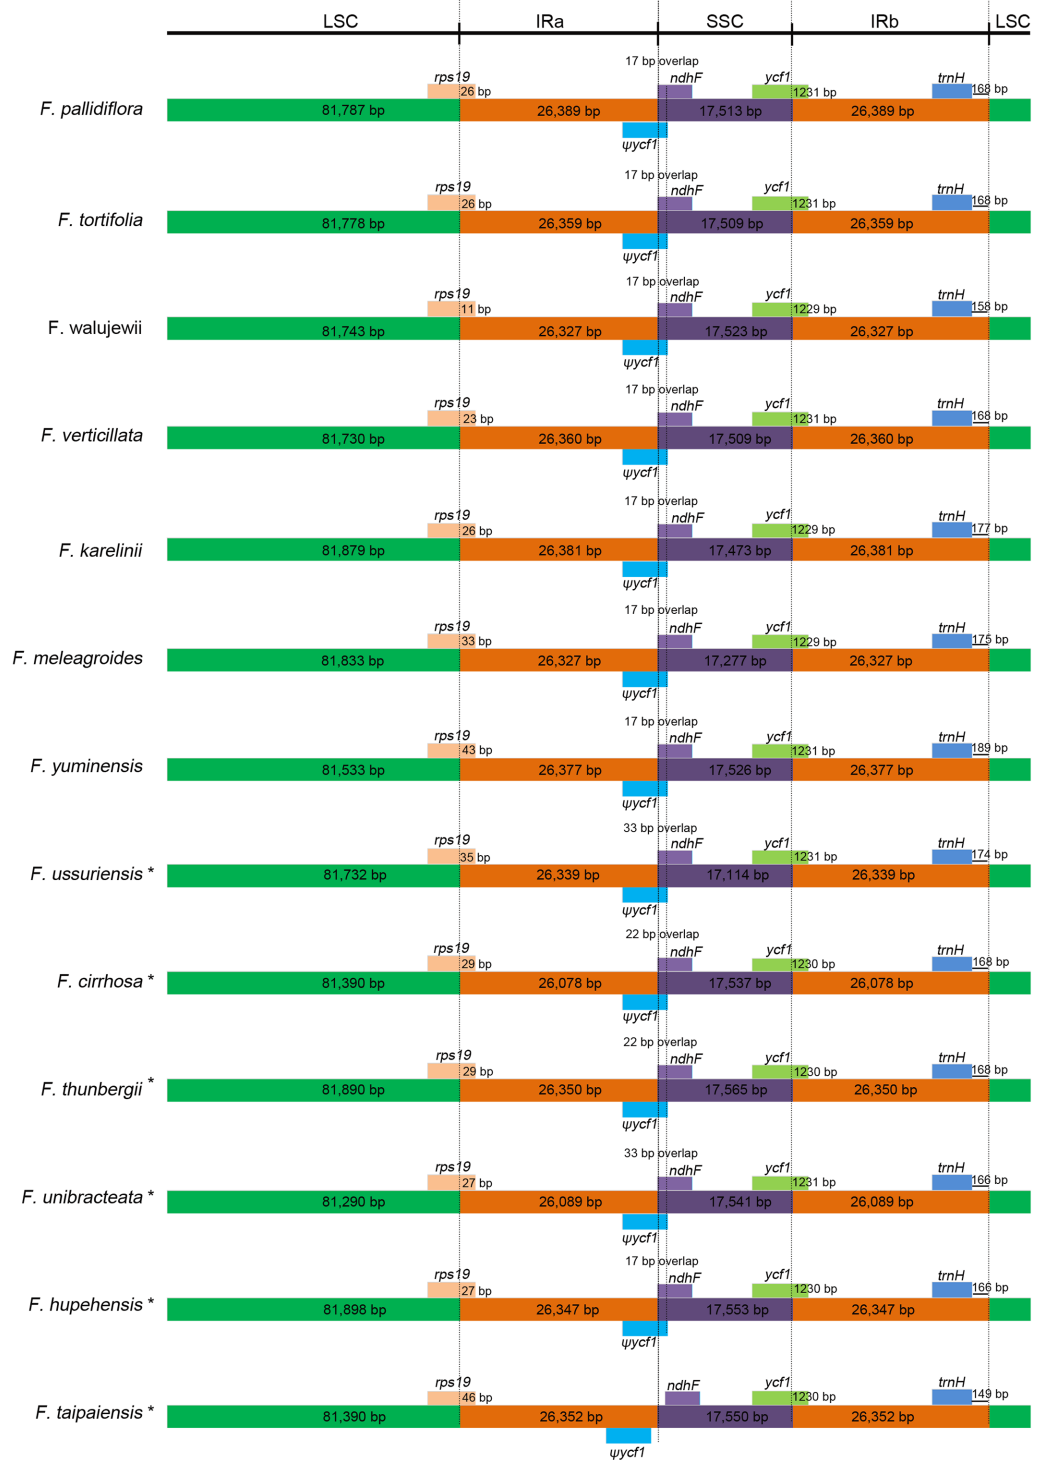 LSC IRa SSC IRb LSC
17 bp overlap
rps19 ndhF ycf1 trnH
26 bp 1231 bp 168 bp
F. pallidiflora 81,787 bp 26,389 bp 17,513 bp 26,389 bp
ψycf1
17 bp overlap
rps19 ndhF ycf1 trnH
26 bp 1231 bp 168 bp
F. tortifolia 81,778 bp 26,359 bp 17,509 bp 26,359 bp
ψycf1
17 bp overlap
rps19 ndhF ycf1 trnH
11 bp 1229 bp 158 bp
F. walujewii 81,743 bp 26,327 bp 17,523 bp 26,327 bp
ψycf1
17 bp overlap
rps19 ndhF ycf1 trnH
23 bp 1231 bp 168 bp
F. verticillata 81,730 bp 26,360 bp 17,509 bp 26,360 bp
ψycf1
17 bp overlap
rps19 ndhF ycf1 trnH
26 bp 1229 bp 177 bp
F. karelinii 81,879 bp 26,381 bp 17,473 bp 26,381 bp
ψycf1
17 bp overlap
rps19 ndhF ycf1 trnH
33 bp 1229 bp 175 bp
F. meleagroides 81,833 bp 26,327 bp 17,277 bp 26,327 bp
ψycf1
17 bp overlap
rps19 ndhF ycf1 trnH
43 bp 1231 bp 189 bp
F. yuminensis 81,533 bp 26,377 bp 17,526 bp 26,377 bp
ψycf1
33 bp overlap
rps19 ndhF ycf1 trnH
35 bp 1231 bp 174 bp
F. ussuriensis * 81,732 bp 26,339 bp 17,114 bp 26,339 bp
ψycf1
22 bp overlap
rps19 ndhF ycf1 trnH
29 bp 1230 bp 168 bp
F. cirrhosa * 81,390 bp 26,078 bp 17,537 bp 26,078 bp
ψycf1
22 bp overlap
rps19 ndhF ycf1 trnH
29 bp 1230 bp 168 bp
F. thunbergii * 81,890 bp 26,350 bp 17,565 bp 26,350 bp
ψycf1
33 bp overlap
rps19 ndhF ycf1 trnH
27 bp 1231 bp 166 bp
F. unibracteata * 81,290 bp 26,089 bp 17,541 bp 26,089 bp
ψycf1
17 bp overlap
rps19 ndhF ycf1 trnH
27 bp 1230 bp 166 bp
F. hupehensis * 81,898 bp 26,347 bp 17,553 bp 26,347 bp
ψycf1
rps19 ndhF ycf1 trnH
46 bp 1230 bp 149 bp
F. taipaiensis * 81,390 bp 26,352 bp 17,550 bp 26,352 bp
ψycf1